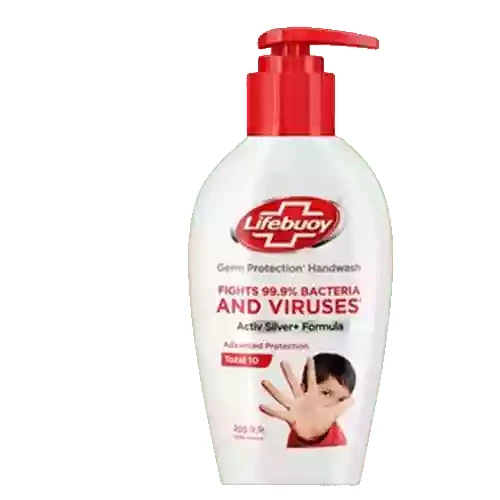 Lifebuoy
Germ Protection* Handwash
FIGHTS 99.9% BACTERIA
AND VIRUSES*
Activ Silver+ Formula
Advanced Protection
Total 10